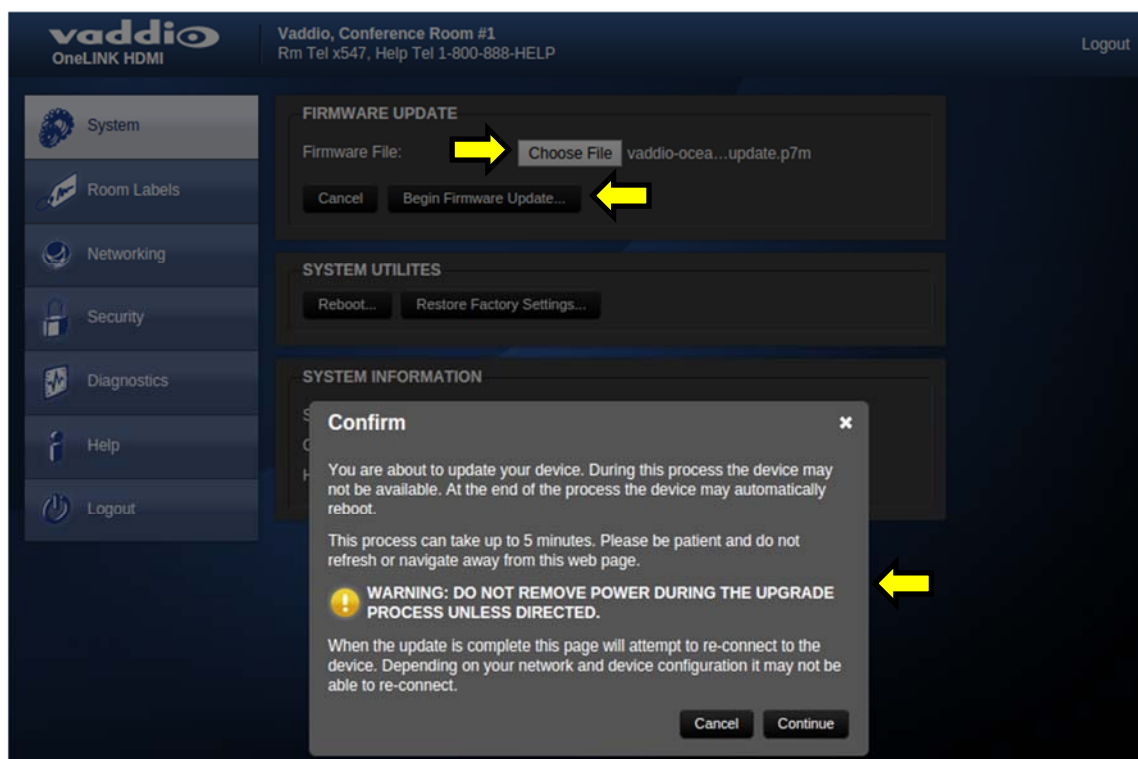 vaddio
OneLINK HDMI
Vaddio, Conference Room #1
Rm Tel x547, Help Tel 1-800-888-HELP
Logout
System
Room Labels
Networking
Security
Diagnostics
Help
Logout
FIRMWARE UPDATE
Firmware File: Choose File vaddio-ocea...update.p7m
Cancel Begin Firmware Update...
SYSTEM UTILITES
Reboot... Restore Factory Settings...
SYSTEM INFORMATION
Confirm
You are about to update your device. During this process the device may
not be available. At the end of the process the device may automatically
reboot.
This process can take up to 5 minutes. Please be patient and do not
refresh or navigate away from this web page.
WARNING: DO NOT REMOVE POWER DURING THE UPGRADE
PROCESS UNLESS DIRECTED.
When the update is complete this page will attempt to re-connect to the
device. Depending on your network and device configuration it may not be
able to re-connect.
Cancel Continue